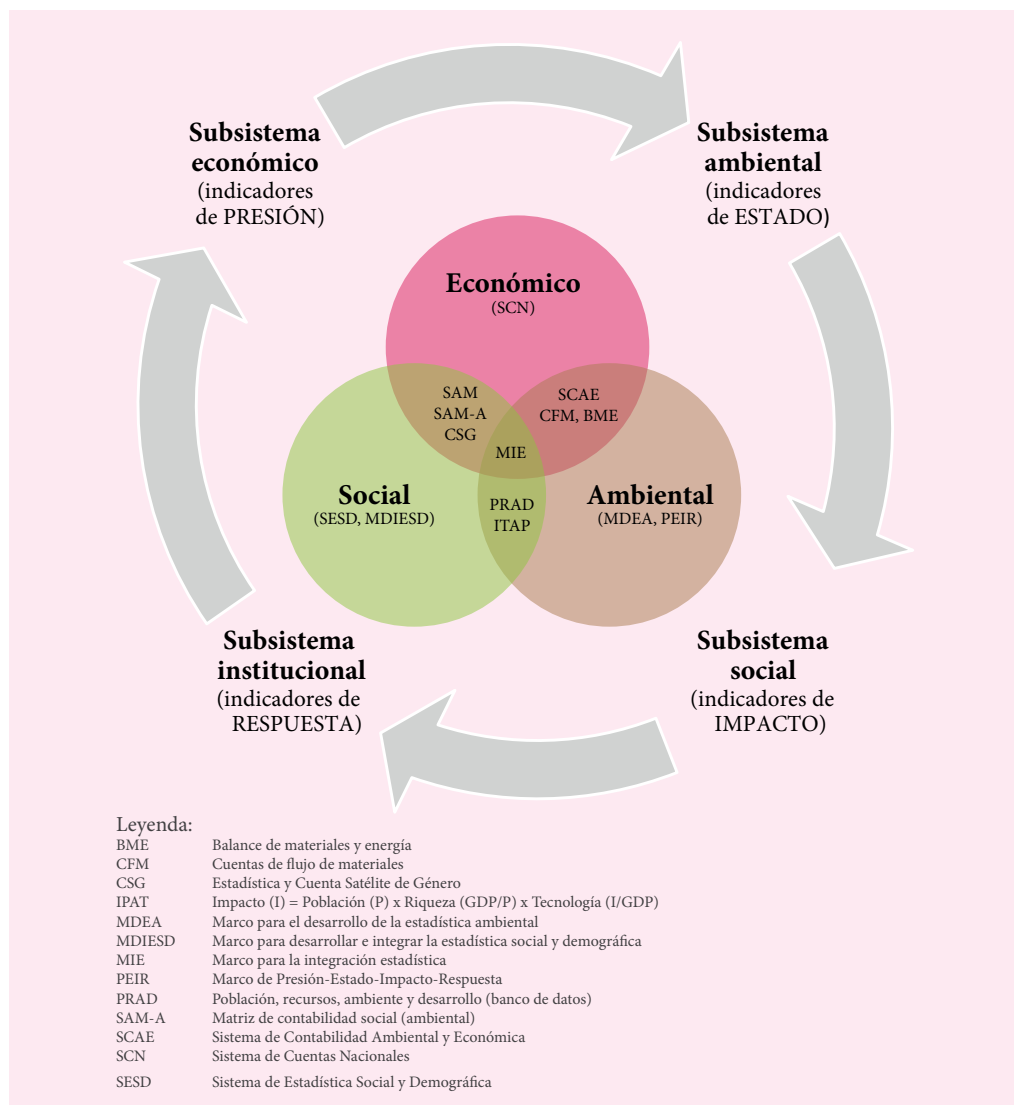 Subsistema
económico
(indicadores
de PRESIÓN)
Subsistema
ambiental
(indicadores
de ESTADO)
Económico
(SCN)
SAM
SAM-A
CSG
SCAE
CFM, BME
MIE
Social
(SESD, MDIESD)
PRAD
ITAP
Ambiental
(MDEA, PEIR)
Subsistema
institucional
(indicadores de
RESPUESTA)
Subsistema
social
(indicadores de
IMPACTO)
Leyenda:
BME Balance de materiales y energía
CFM Cuentas de flujo de materiales
CSG Estadística y Cuenta Satélite de Género
IPAT Impacto (I) = Población (P) x Riqueza (GDP/P) x Tecnología (I/GDP)
MDEA Marco para el desarrollo de la estadística ambiental
MDIESD Marco para desarrollar e integrar la estadística social y demográfica
MIE Marco para la integración estadística
PEIR Marco de Presión-Estado-Impacto-Respuesta
PRAD Población, recursos, ambiente y desarrollo (banco de datos)
SAM-A Matriz de contabilidad social (ambiental)
SCAE Sistema de Contabilidad Ambiental y Económica
SCN Sistema de Cuentas Nacionales
SESD Sistema de Estadística Social y Demográfica